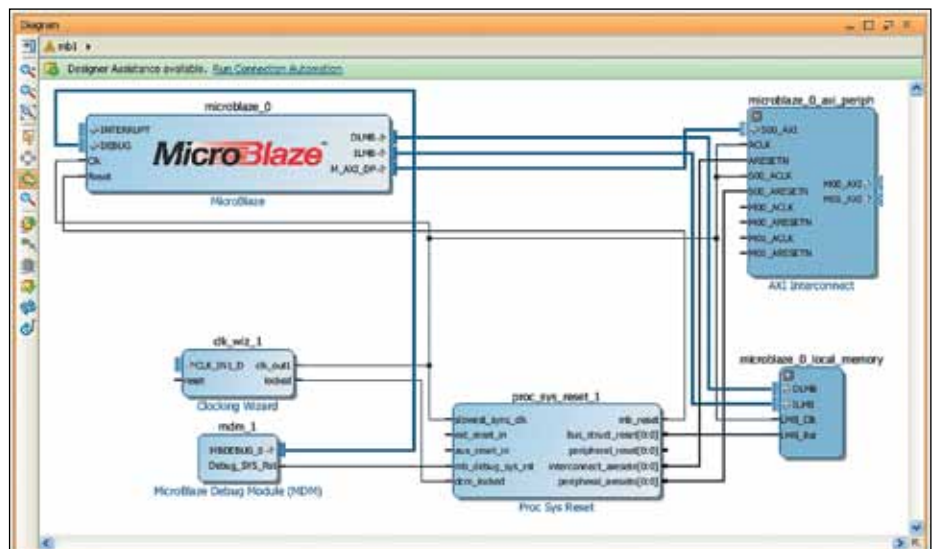 Diagram
mb1
Designer Assistance available. Run Connection Automation
microblaze_0
INTERRUPT
DEBUG
Clk
Reset
MicroBlaze
DLMB
ILMB
M_AXI_DP
MicroBlaze
microblaze_0_axi_periph
S00_AXI
ACLK
ARESETN
S00_ACLK
S00_ARESETN
M00_ACLK
M00_ARESETN
M01_ACLK
M01_ARESETN
M00_AXI
M01_AXI
AXI Interconnect
clk_wiz_1
CLK_IN1_D
reset
clk_out1
locked
Clocking Wizard
mdm_1
MBDEBUG_0
Debug_SYS_Rst
MicroBlaze Debug Module (MDM)
proc_sys_reset_1
slowest_sync_clk
ext_reset_in
aux_reset_in
mb_debug_sys_rst
dcm_locked
mb_reset
bus_struct_reset[0:0]
peripheral_reset[0:0]
interconnect_aresetn[0:0]
peripheral_aresetn[0:0]
Proc Sys Reset
microblaze_0_local_memory
DLMB
ILMB
LMB_Clk
LMB_Rst